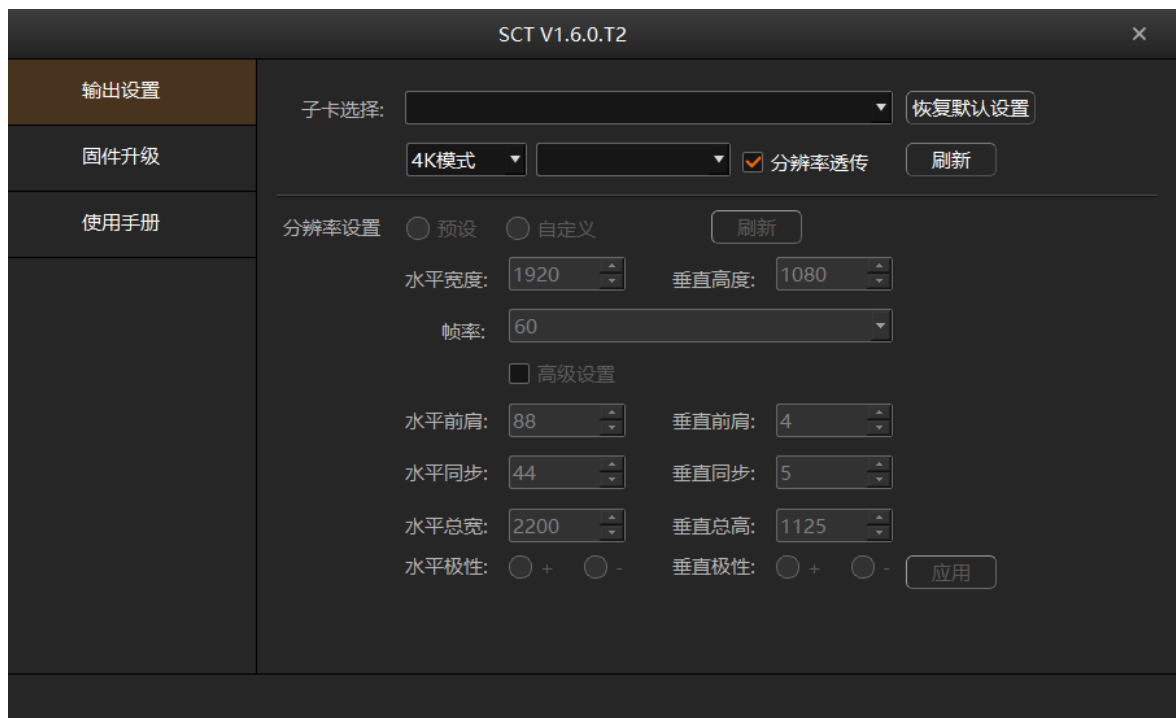 SCT V1.6.0.T2
输出设置
固件升级
使用手册
子卡选择: 恢复默认设置
4K模式 分辨率透传 刷新
分辨率设置 预设 自定义 刷新
水平宽度: 1920 垂直高度: 1080
帧率: 60
高级设置
水平前肩: 88 垂直前肩: 4
水平同步: 44 垂直同步: 5
水平总宽: 2200 垂直总高: 1125
水平极性: + - 垂直极性: + - 应用